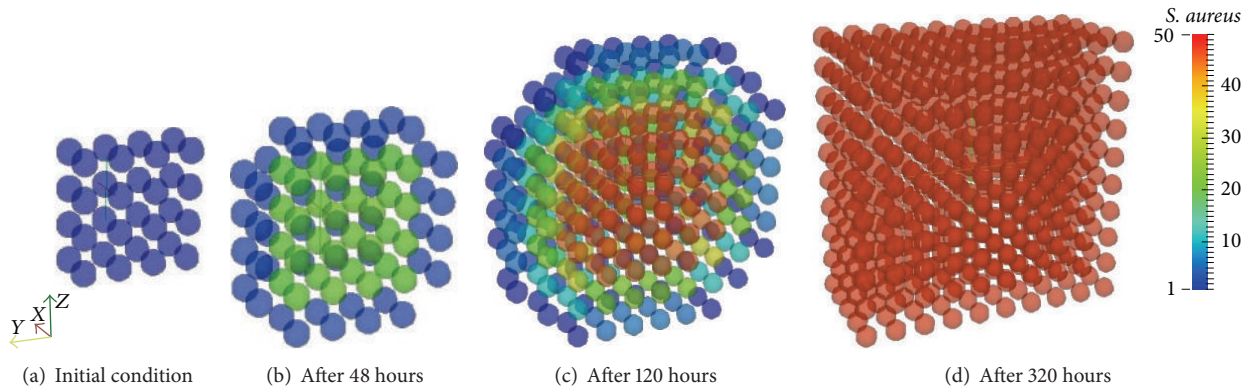 S. aureus
50
40
30
20
10
1
Z
X
Y
(a) Initial condition
(b) After 48 hours
(c) After 120 hours
(d) After 320 hours